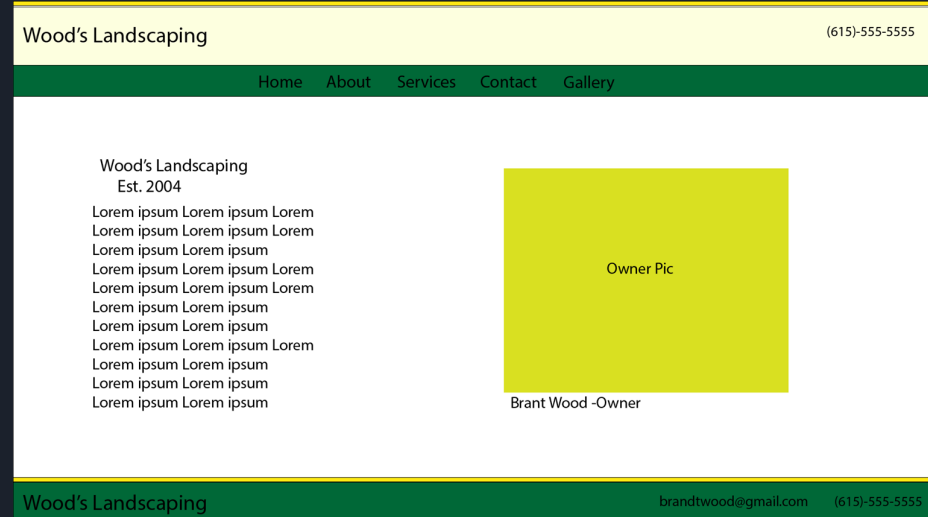 Wood's Landscaping
(615)-555-5555
Home About Services Contact Gallery
Wood's Landscaping
Est. 2004
Lorem ipsum Lorem ipsum Lorem
Lorem ipsum Lorem ipsum Lorem
Lorem ipsum Lorem ipsum
Lorem ipsum Lorem ipsum Lorem
Lorem ipsum Lorem ipsum Lorem
Lorem ipsum Lorem ipsum
Lorem ipsum Lorem ipsum
Lorem ipsum Lorem ipsum Lorem
Lorem ipsum Lorem ipsum
Lorem ipsum Lorem ipsum
Lorem ipsum Lorem ipsum
Owner Pic
Brant Wood -Owner
Wood's Landscaping
brandtwood@gmail.com (615)-555-5555